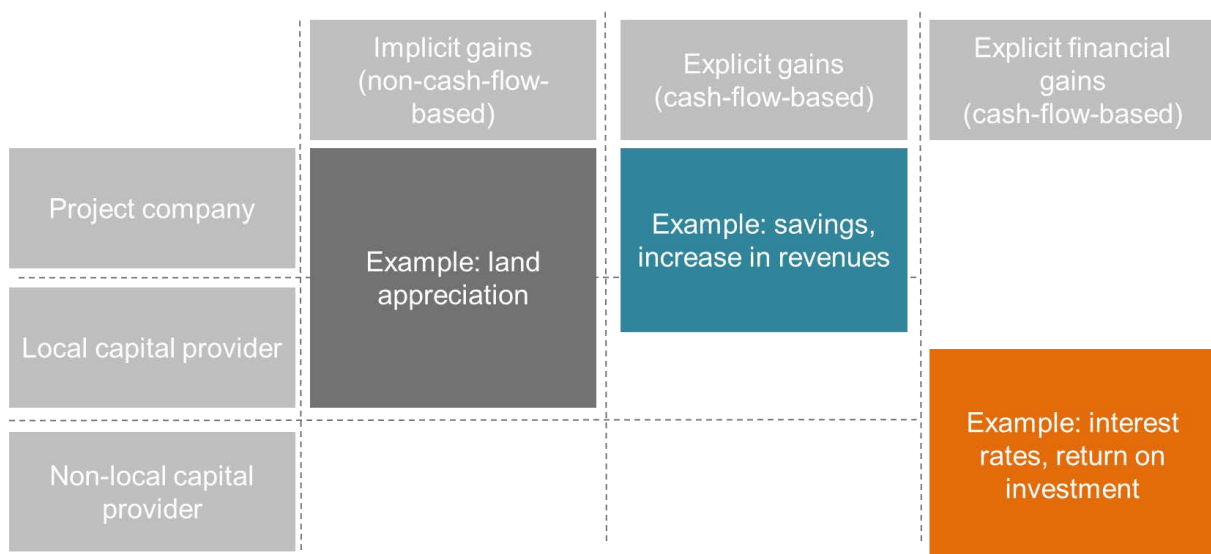 Implicit gains
(non-cash-flow-
based)
Explicit gains
(cash-flow-based)
Explicit financial
gains
(cash-flow-based)
Project company
Example: land
appreciation
Example: savings,
increase in revenues
Local capital provider
Non-local capital
provider
Example: interest
rates, return on
investment